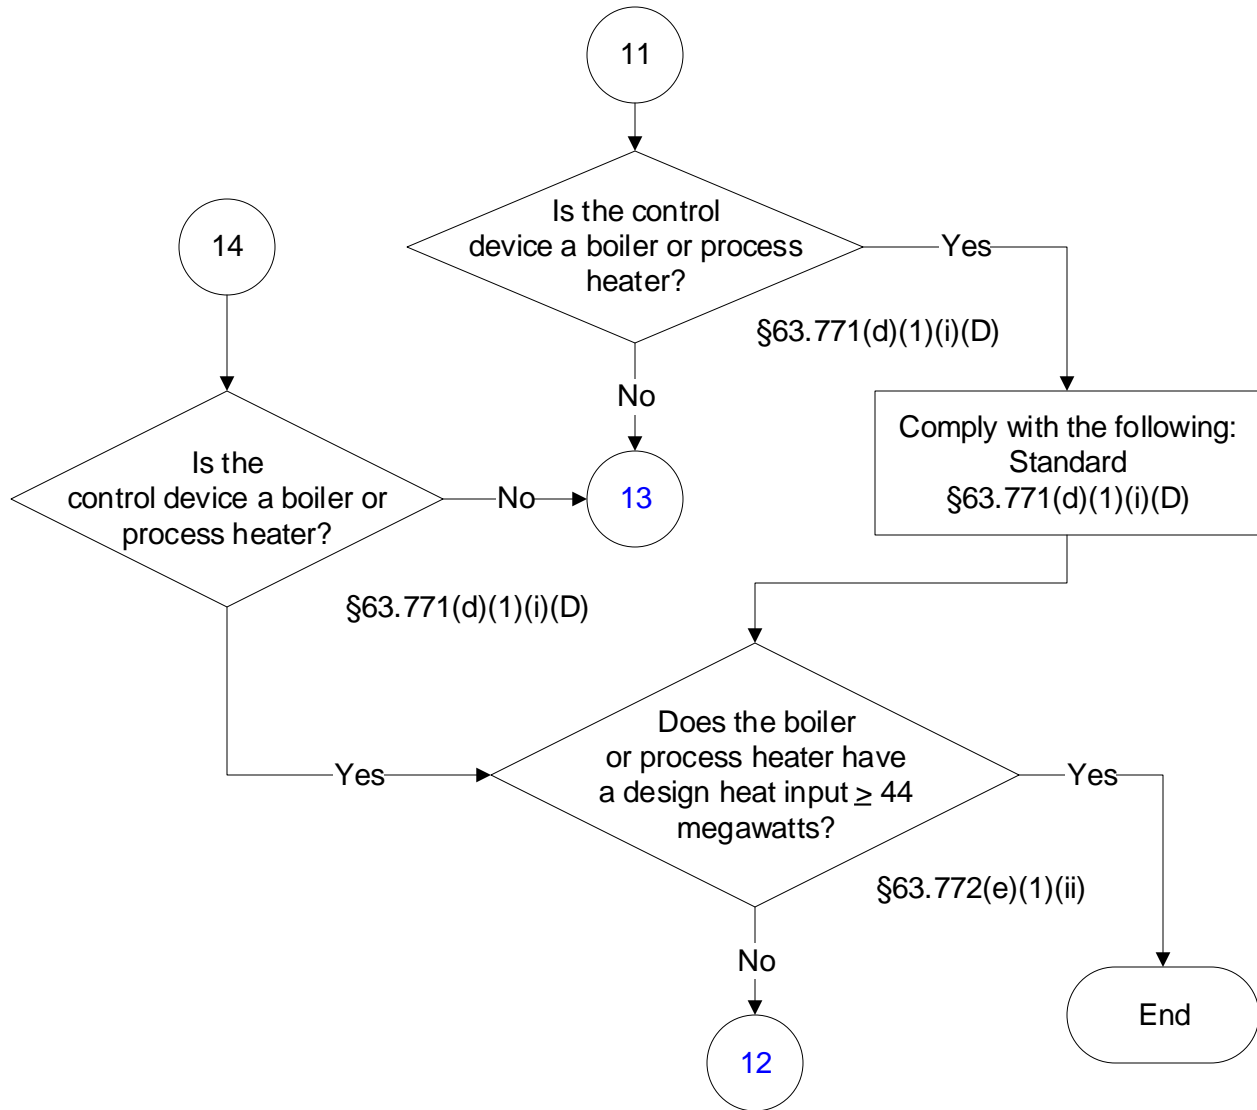 11
Is the control
device a boiler or process
heater?
Yes
§63.771(d)(1)(i)(D)
No
14
Is the
control device a boiler or
process heater?
No
13
§63.771(d)(1)(i)(D)
Yes
Comply with the following:
Standard
§63.771(d)(1)(i)(D)
Does the boiler
or process heater have
a design heat input ≥ 44
megawatts?
Yes
§63.772(e)(1)(ii)
No
12
End